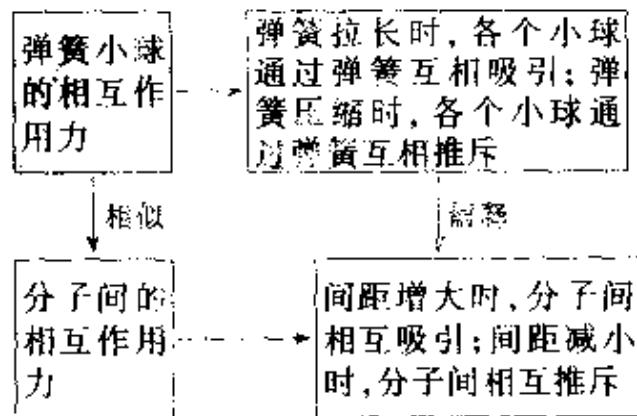 弹簧小球
的相互作
用力
弹簧拉长时，各个小球
通过弹簧互相吸引；弹
簧压缩时，各个小球通
过弹簧互相推斥
相似
解释
分子间的
相互作用
力
间距增大时，分子间
相互吸引；间距减小
时，分子间相互推斥